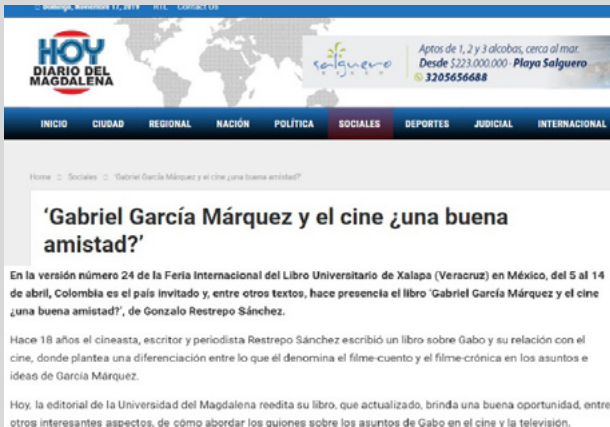 Domingo, Noviembre 17, 2019 RTL Contact Us
HOY
DIARIO DEL
MAGDALENA
salguero
Aptos de 1, 2 y 3 alcobas, cerca al mar.
Desde $223.000.000 - Playa Salguero
3205656688
INICIO CIUDAD REGIONAL NACIÓN POLÍTICA SOCIALES DEPORTES JUDICIAL INTERNACIONAL
Home Sociales ‘Gabriel García Márquez y el cine ¿una buena amistad?’
‘Gabriel García Márquez y el cine ¿una buena
amistad?’
En la versión número 24 de la Feria Internacional del Libro Universitario de Xalapa (Veracruz) en México, del 5 al 14
de abril, Colombia es el país invitado y, entre otros textos, hace presencia el libro ‘Gabriel García Márquez y el cine
¿una buena amistad?’, de Gonzalo Restrepo Sánchez.
Hace 18 años el cineasta, escritor y periodista Restrepo Sánchez escribió un libro sobre Gabo y su relación con el
cine, donde plantea una diferenciación entre lo que él denomina el filme-cuento y el filme-crónica en los asuntos e
ideas de García Márquez.
Hoy, la editorial de la Universidad del Magdalena reedita su libro, que actualizado, brinda una buena oportunidad, entre
otros interesantes aspectos, de cómo abordar los guiones sobre los asuntos de Gabo en el cine y la televisión.